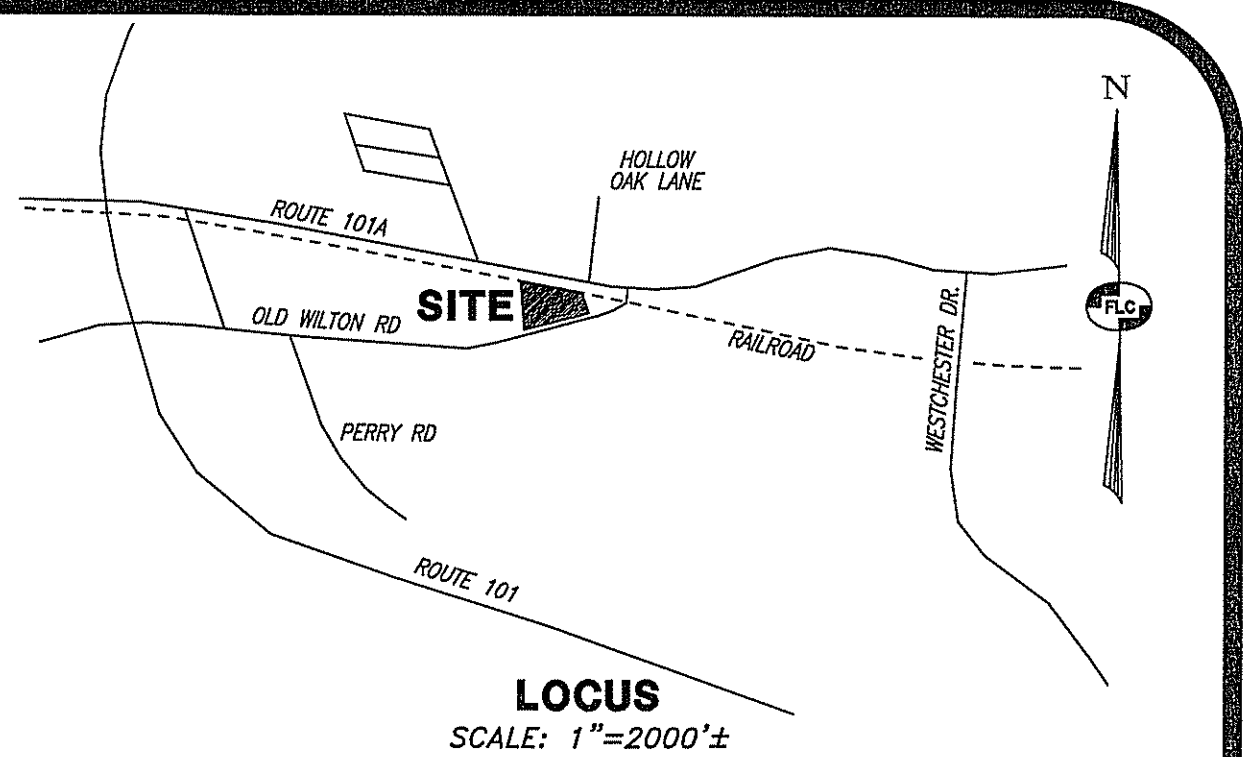 N
HOLLOW
OAK LANE
ROUTE 101A
SITE
OLD WILTON RD
FLC
RAILROAD
WESTCHESTER DR.
PERRY RD
ROUTE 101
LOCUS
SCALE: 1"=2000'±